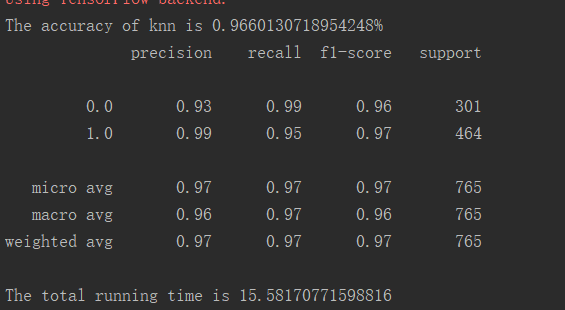 Using TensorFlow backend.
The accuracy of knn is 0.9660130718954248%
precision recall f1-score support
0.0 0.93 0.99 0.96 301
1.0 0.99 0.95 0.97 464
micro avg 0.97 0.97 0.97 765
macro avg 0.96 0.97 0.96 765
weighted avg 0.97 0.97 0.97 765
The total running time is 15.58170771598816